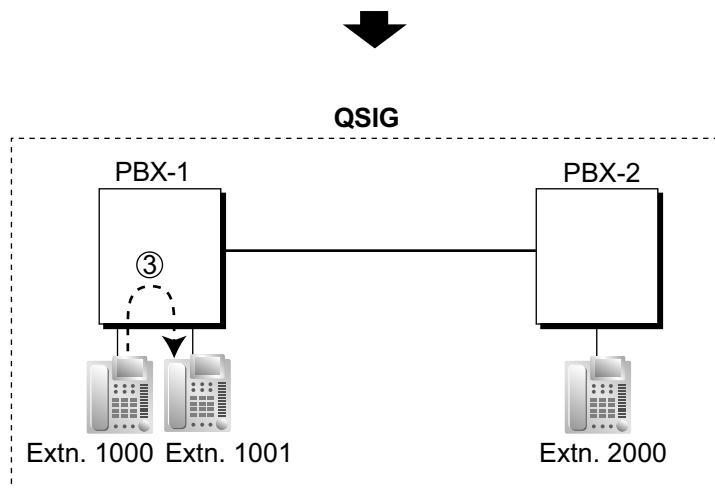 QSIG
PBX-1 PBX-2
③
Extn. 1000 Extn. 1001 Extn. 2000